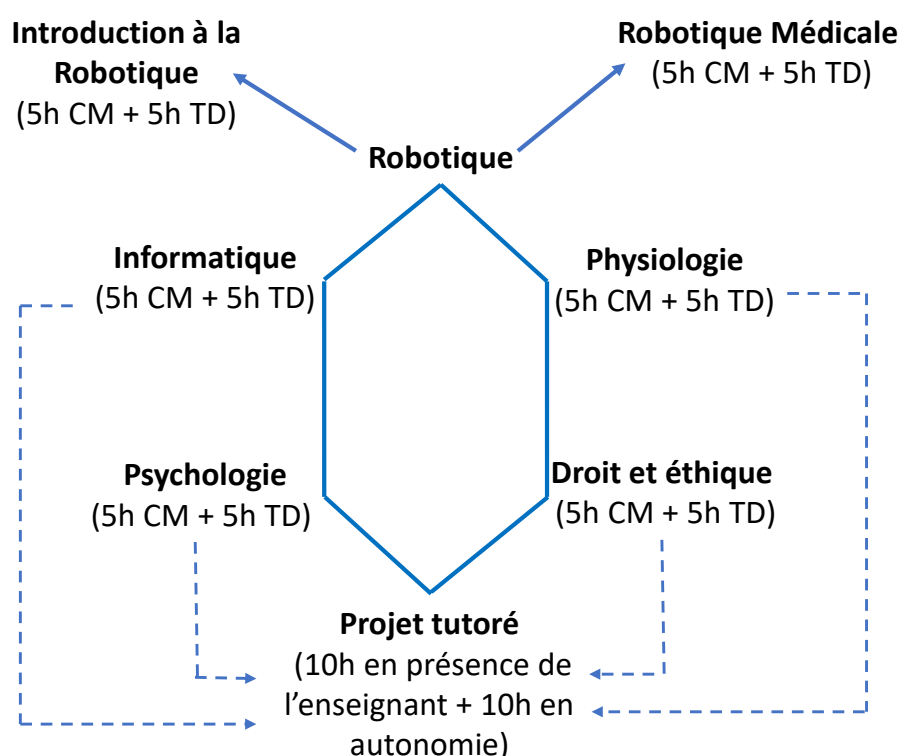 Introduction à la
Robotique
(5h CM + 5h TD)
Robotique Médicale
(5h CM + 5h TD)
Robotique
Informatique
(5h CM + 5h TD)
Physiologie
(5h CM + 5h TD)
Psychologie
(5h CM + 5h TD)
Droit et éthique
(5h CM + 5h TD)
Projet tutoré
(10h en présence de
l’enseignant + 10h en
autonomie)